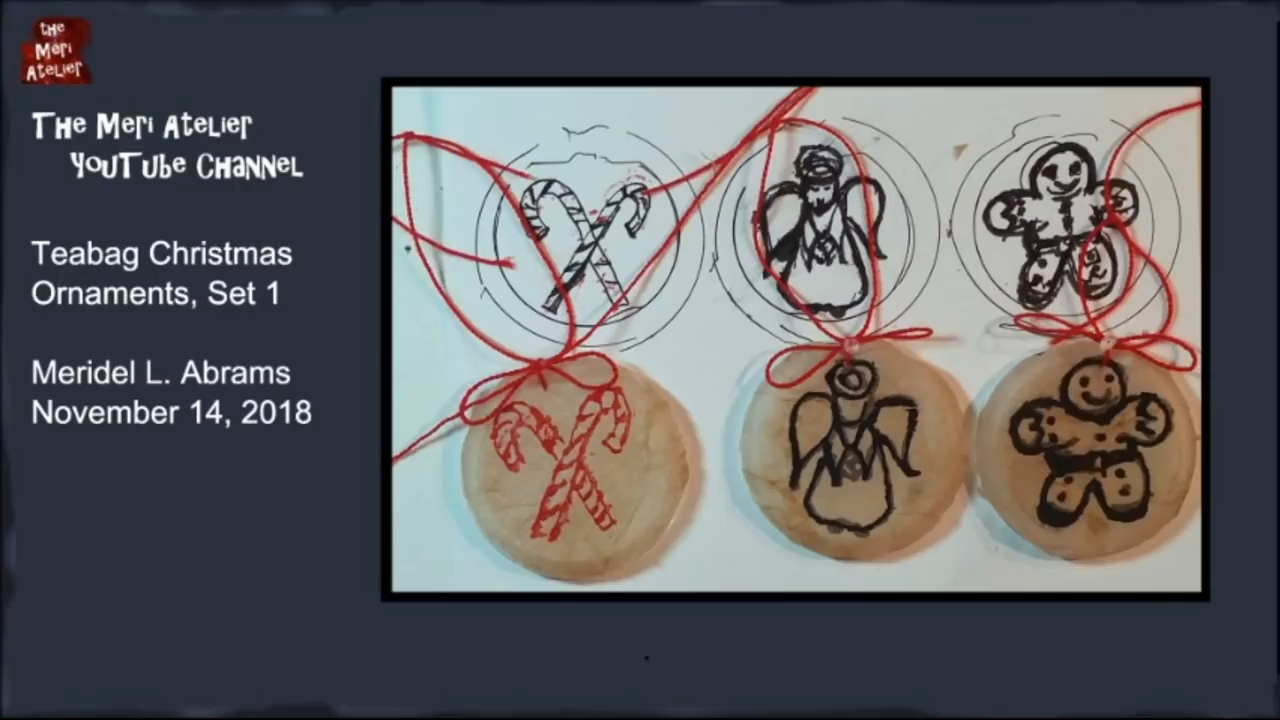 the
Meri
Atelier
The Meri Atelier
YouTube Channel
Teabag Christmas
Ornaments, Set 1
Meridel L. Abrams
November 14, 2018